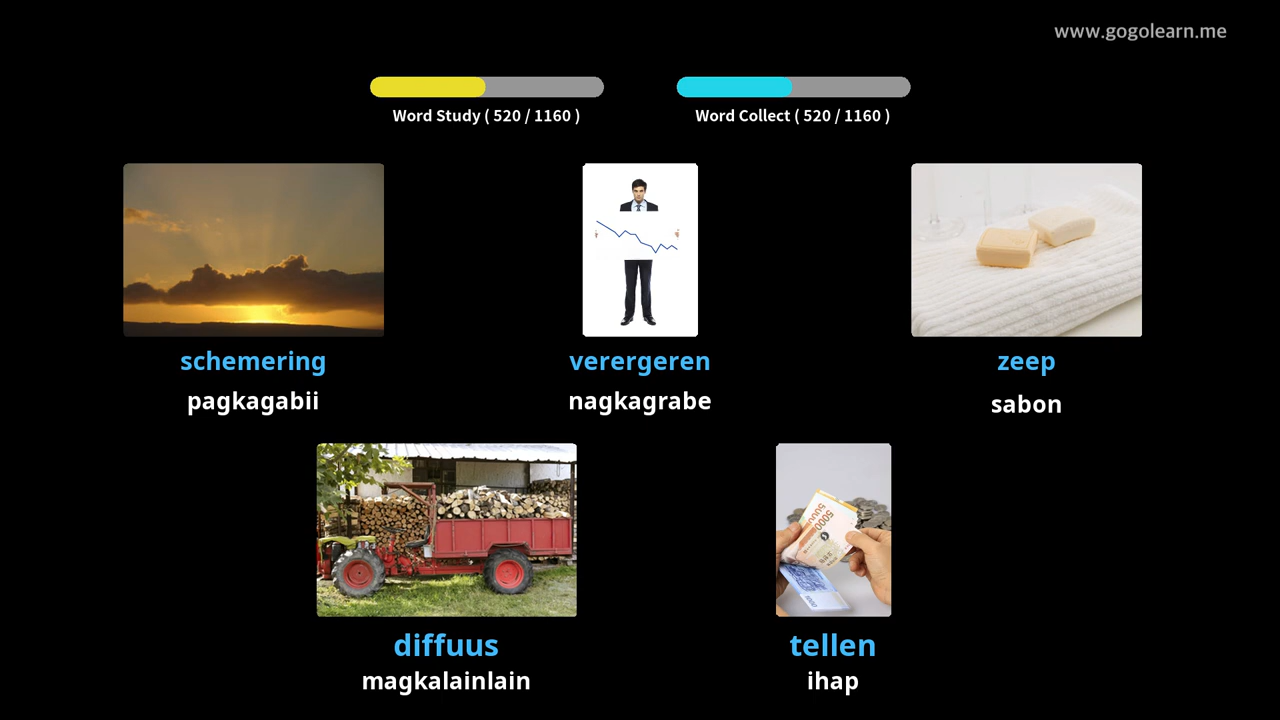 www.gogolearn.me
Word Study ( 520 / 1160 )
Word Collect ( 520 / 1160 )
schemering
verergeren
zeep
pagkagabii
nagkagrabe
sabon
5000
diffuus
tellen
magkalainlain
ihap